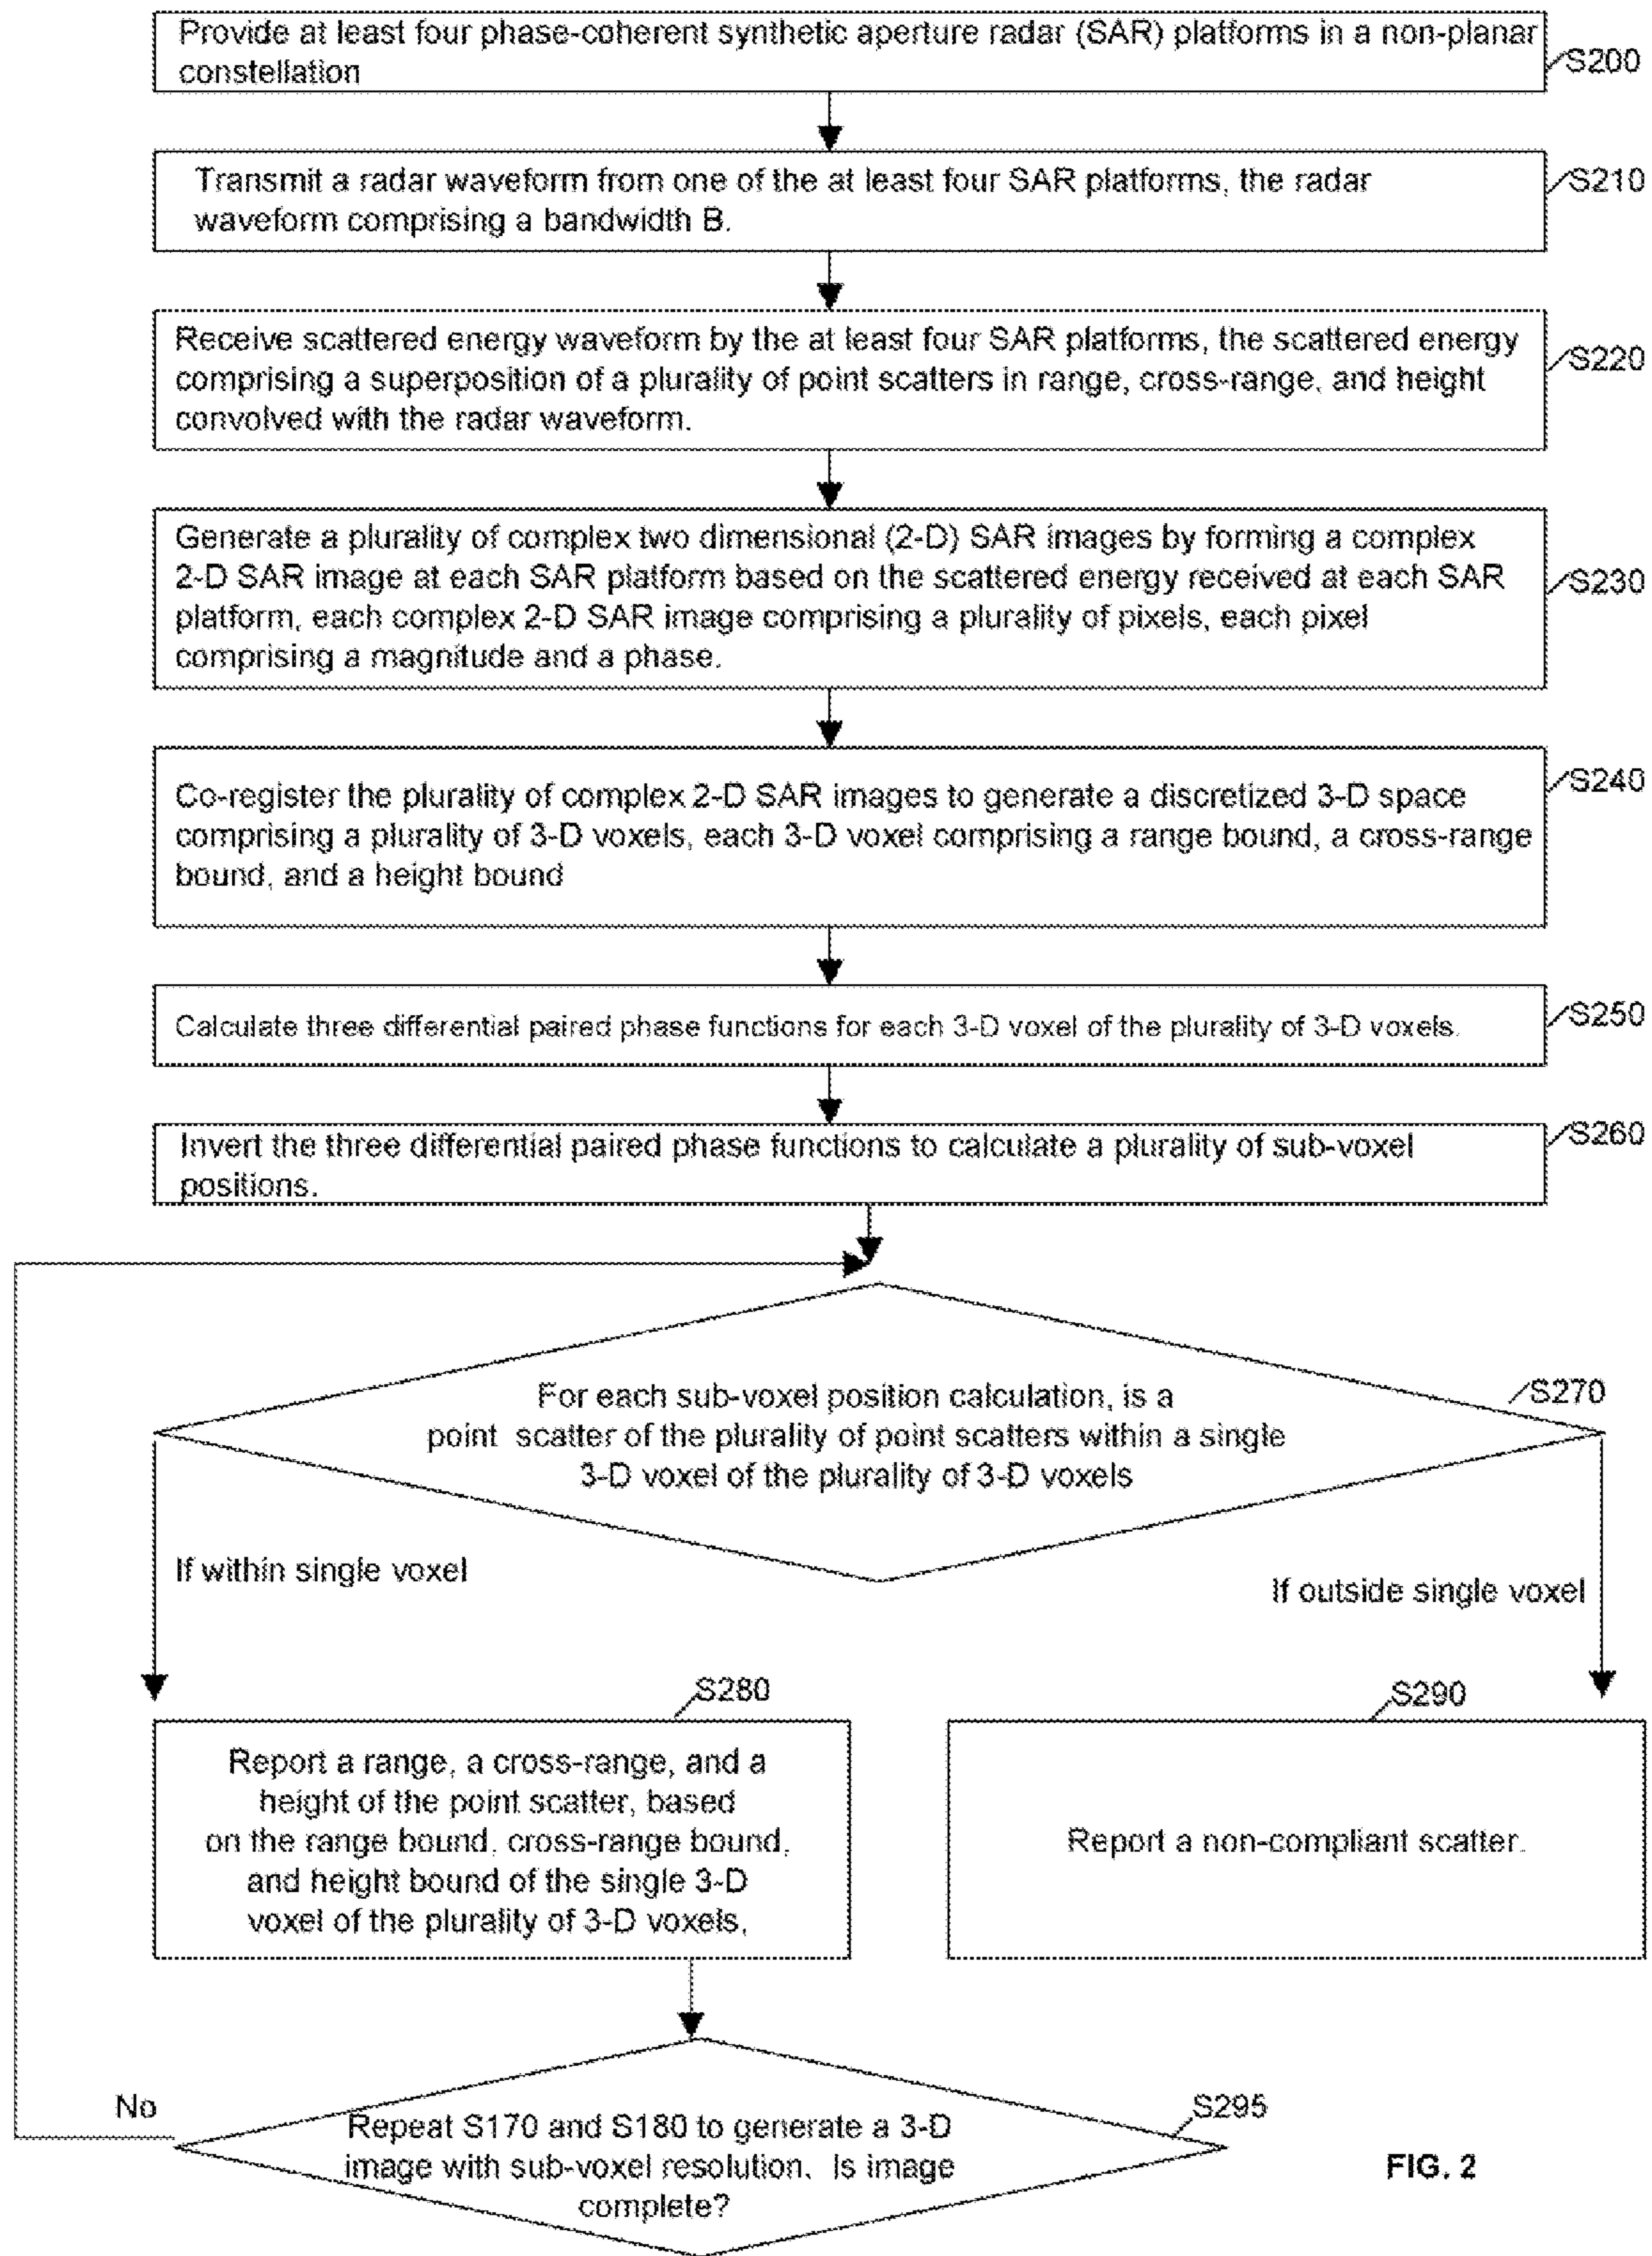 Provide at least four phase-coherent synthetic aperture radar (SAR) platforms in a non-planar
constellation
S200
Transmit a radar waveform from one of the at least four SAR platforms, the radar
waveform comprising a bandwidth B.
S210
Receive scattered energy waveform by the at least four SAR platforms, the scattered energy
comprising a superposition of a plurality of point scatters in range, cross-range, and height
convolved with the radar waveform.
S220
Generate a plurality of complex two dimensional (2-D) SAR images by forming a complex
2-D SAR image at each SAR platform based on the scattered energy received at each SAR
platform, each complex 2-D SAR image comprising a plurality of pixels, each pixel
comprising a magnitude and a phase.
S230
Co-register the plurality of complex 2-D SAR images to generate a discretized 3-D space
comprising a plurality of 3-D voxels, each 3-D voxel comprising a range bound, a cross-range
bound, and a height bound
S240
Calculate three differential paired phase functions for each 3-D voxel of the plurality of 3-D voxels.
S250
Invert the three differential paired phase functions to calculate a plurality of sub-voxel
positions.
S260
For each sub-voxel position calculation, is a
point scatter of the plurality of point scatters within a single
3-D voxel of the plurality of 3-D voxels
S270
If within single voxel
If outside single voxel
S280
Report a range, a cross-range, and a
height of the point scatter, based
on the range bound, cross-range bound,
and height bound of the single 3-D
voxel of the plurality of 3-D voxels,
S290
Report a non-compliant scatter.
No
Repeat S170 and S180 to generate a 3-D
image with sub-voxel resolution. Is image
complete?
S295
FIG. 2